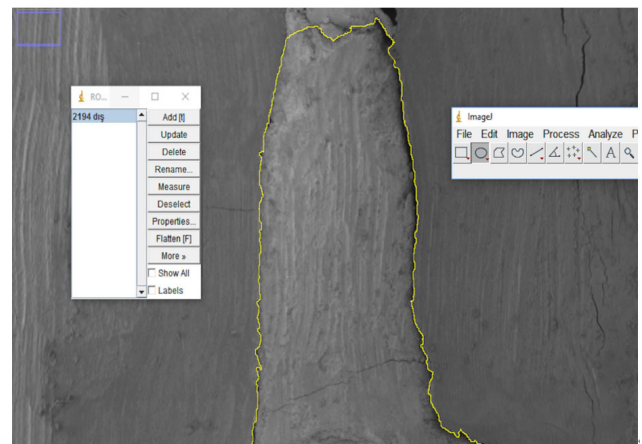 RO...
2194 dış
Add [t]
Update
Delete
Rename...
Measure
Deselect
Properties...
Flatten [F]
More »
Show All
Labels
ImageJ
File Edit Image Process Analyze P
A